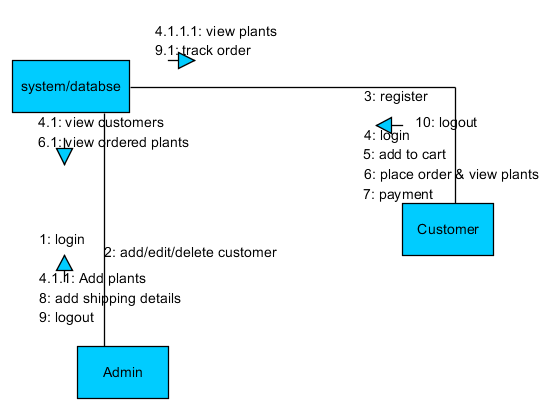 4.1.1.1: view plants
9.1: track order
system/databse
3: register
10: logout
4: login
5: add to cart
6: place order & view plants
7: payment
4.1: view customers
6.1: view ordered plants
Customer
1: login
2: add/edit/delete customer
4.1.1: Add plants
8: add shipping details
9: logout
Admin